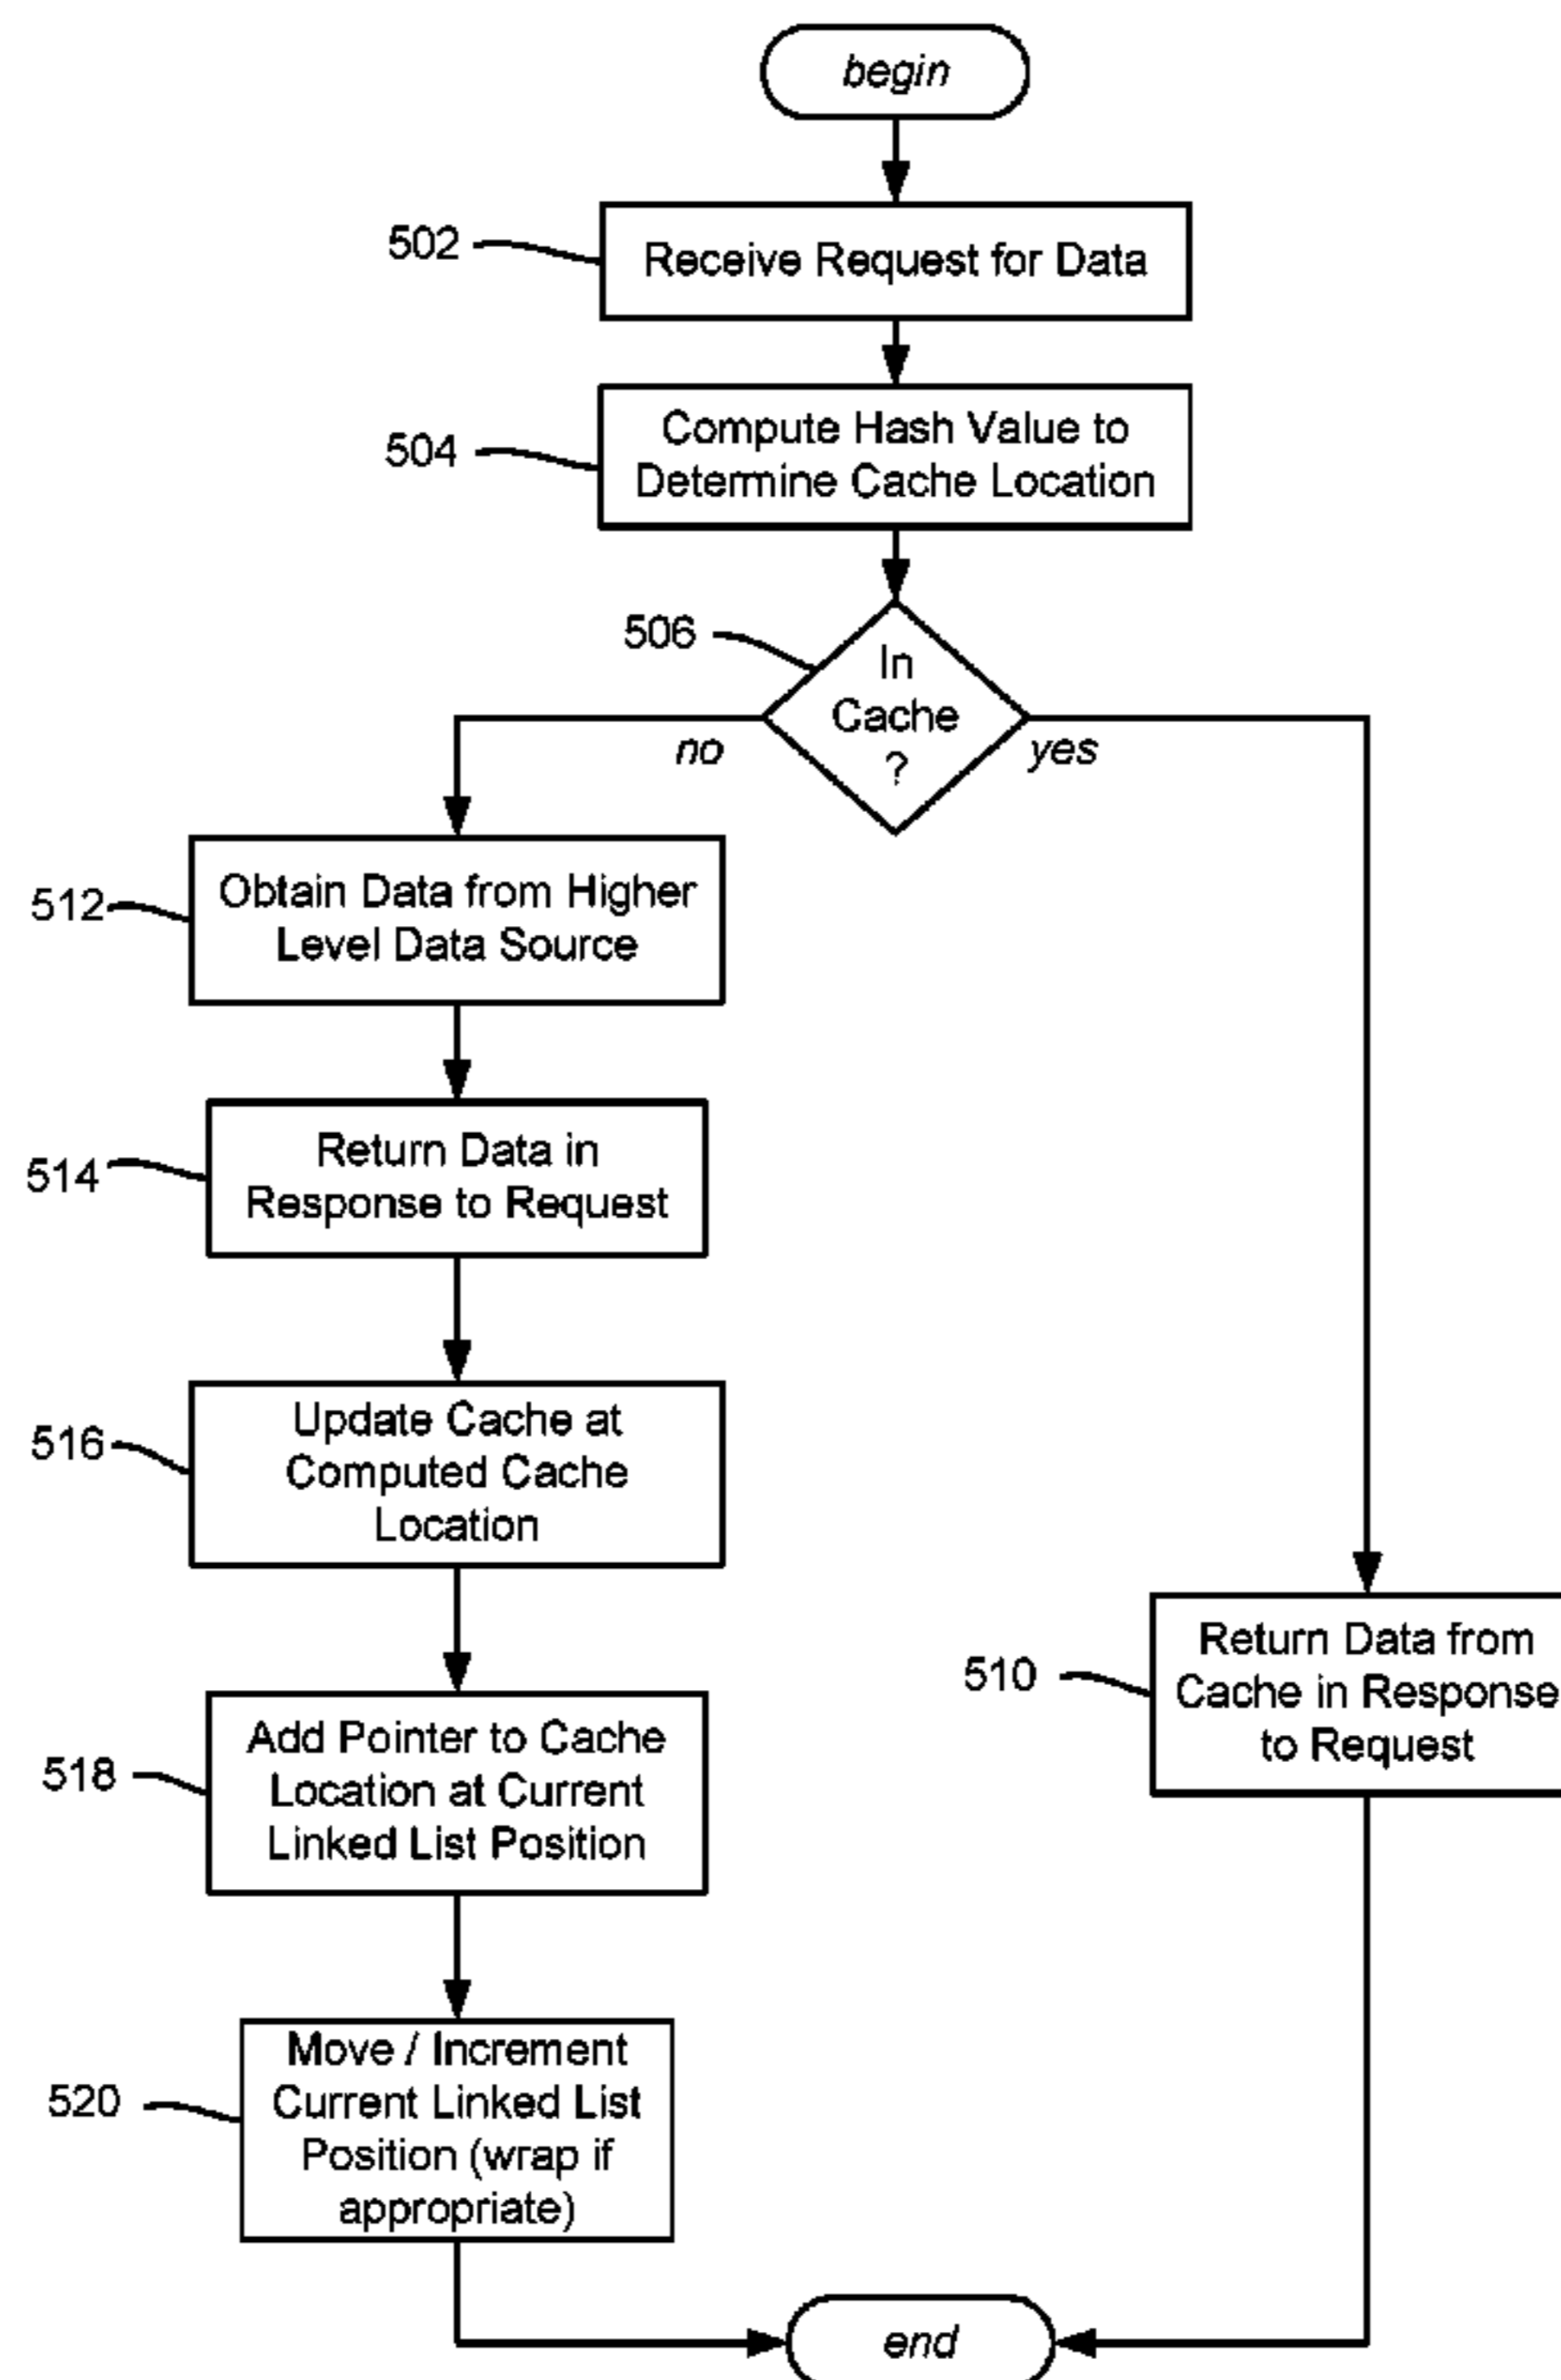 begin
502
Receive Request for Data
504
Compute Hash Value to
Determine Cache Location
506
In
Cache
?
no
yes
512
Obtain Data from Higher
Level Data Source
514
Return Data in
Response to Request
516
Update Cache at
Computed Cache
Location
510
Return Data from
Cache in Response
to Request
518
Add Pointer to Cache
Location at Current
Linked List Position
520
Move / Increment
Current Linked List
Position (wrap if
appropriate)
end